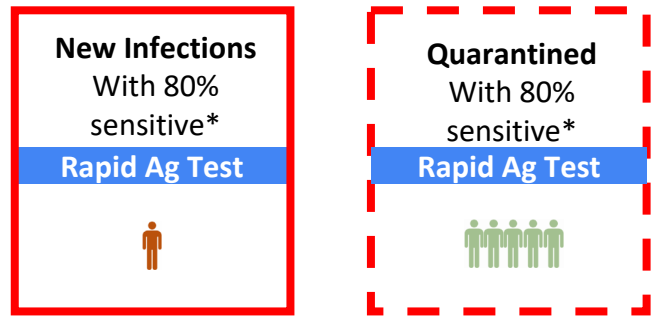 New Infections
With 80%
sensitive*
Rapid Ag Test
Quarantined
With 80%
sensitive*
Rapid Ag Test